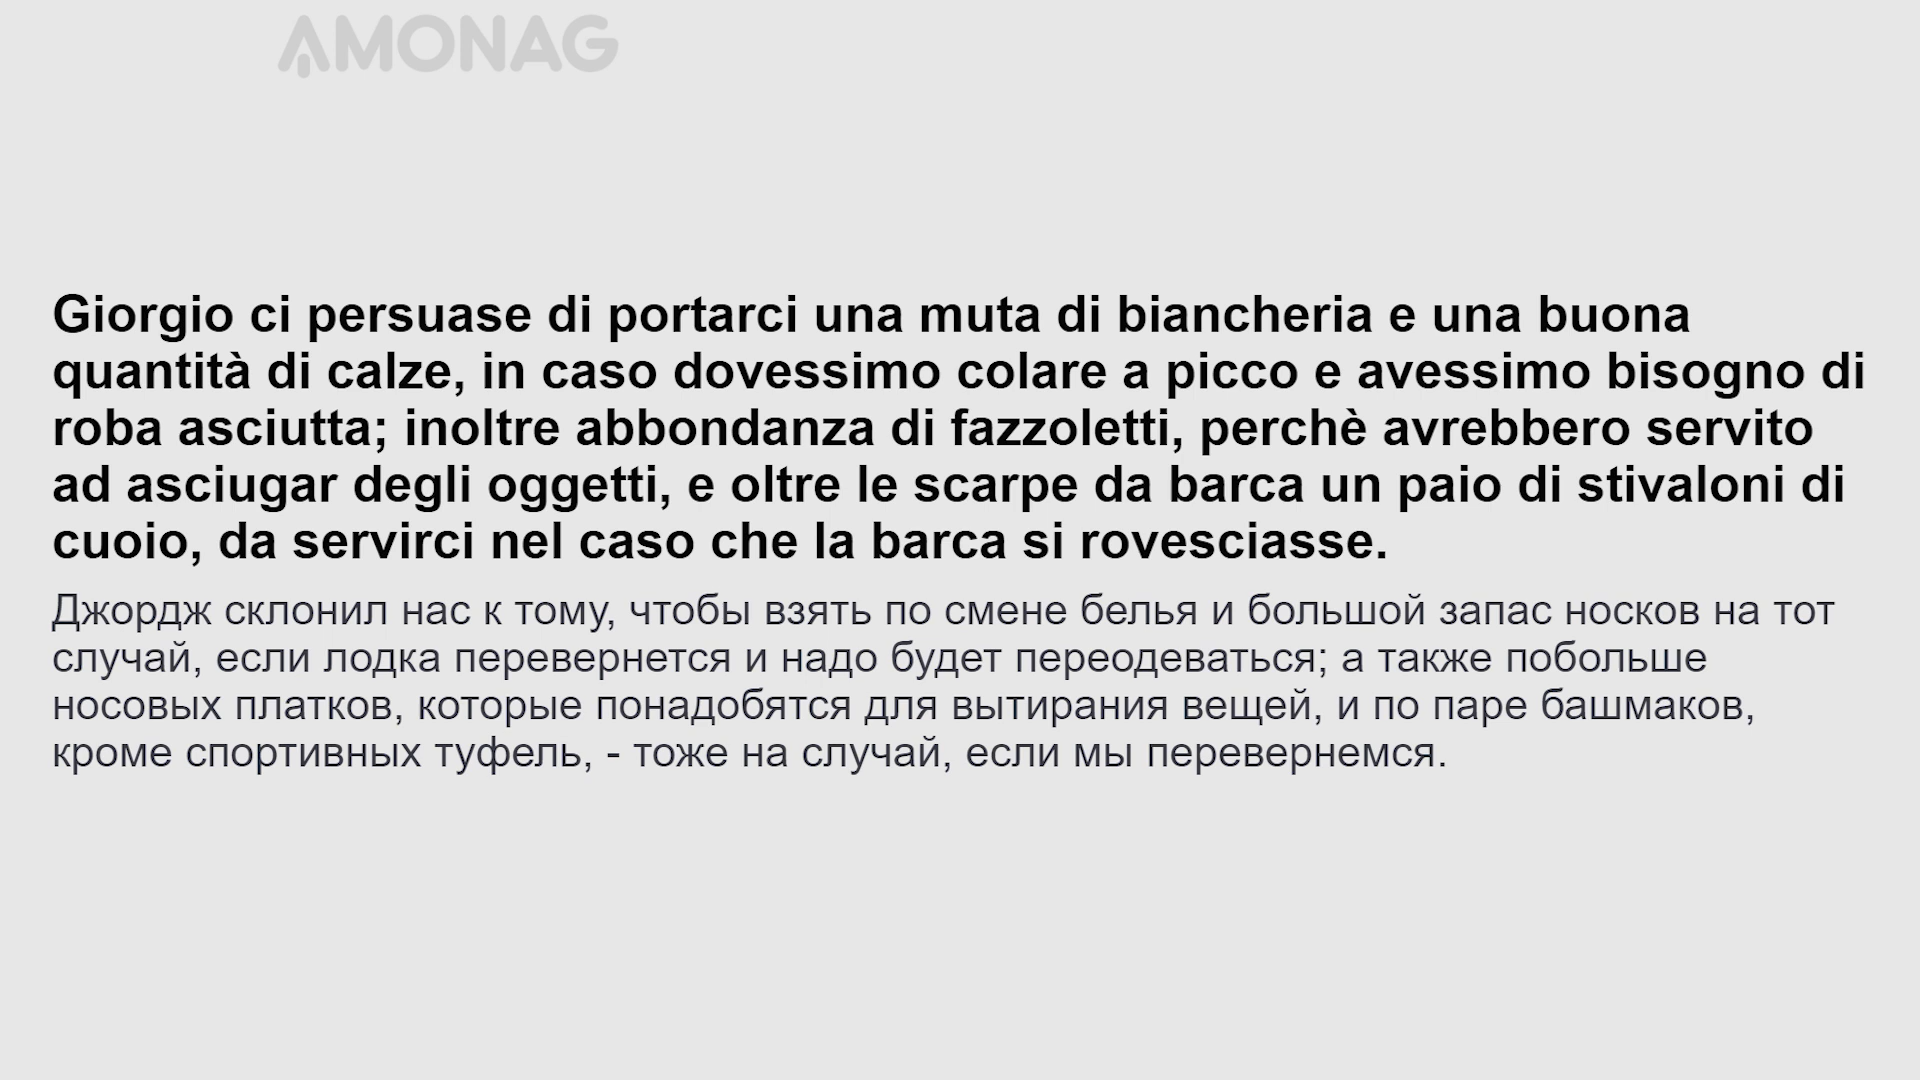 AMONAG
Giorgio ci persuase di portarci una muta di biancheria e una buona
quantità di calze, in caso dovessimo colare a picco e avessimo bisogno di
roba asciutta; inoltre abbondanza di fazzoletti, perchè avrebbero servito
ad asciugar degli oggetti, e oltre le scarpe da barca un paio di stivaloni di
cuoio, da servirci nel caso che la barca si rovesciasse.
Джордж склонил нас к тому, чтобы взять по смене белья и большой запас носков на тот
случай, если лодка перевернется и надо будет переодеваться; а также побольше
носовых платков, которые понадобятся для вытирания вещей, и по паре башмаков,
кроме спортивных туфель, - тоже на случай, если мы перевернемся.